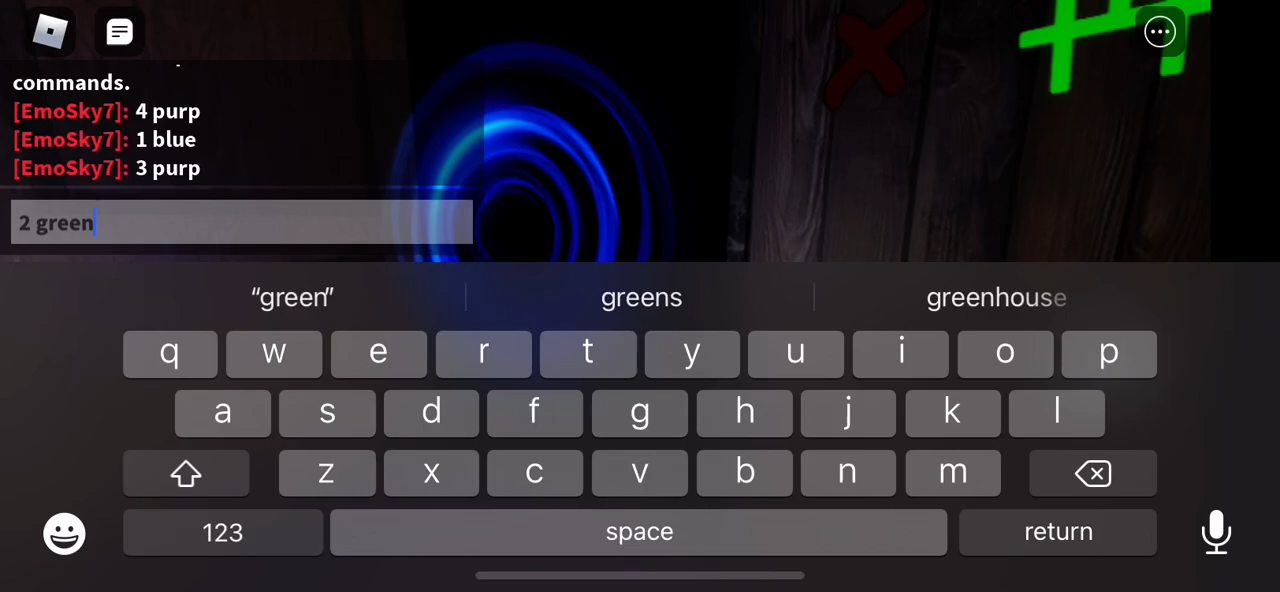 commands.
[EmoSky7]: 4 purp
[EmoSky7]: 1 blue
[EmoSky7]: 3 purp
2 green
“green” greens greenhouse
q w e r t y u i o p
a s d f g h j k l
z x c v b n m
123 space return